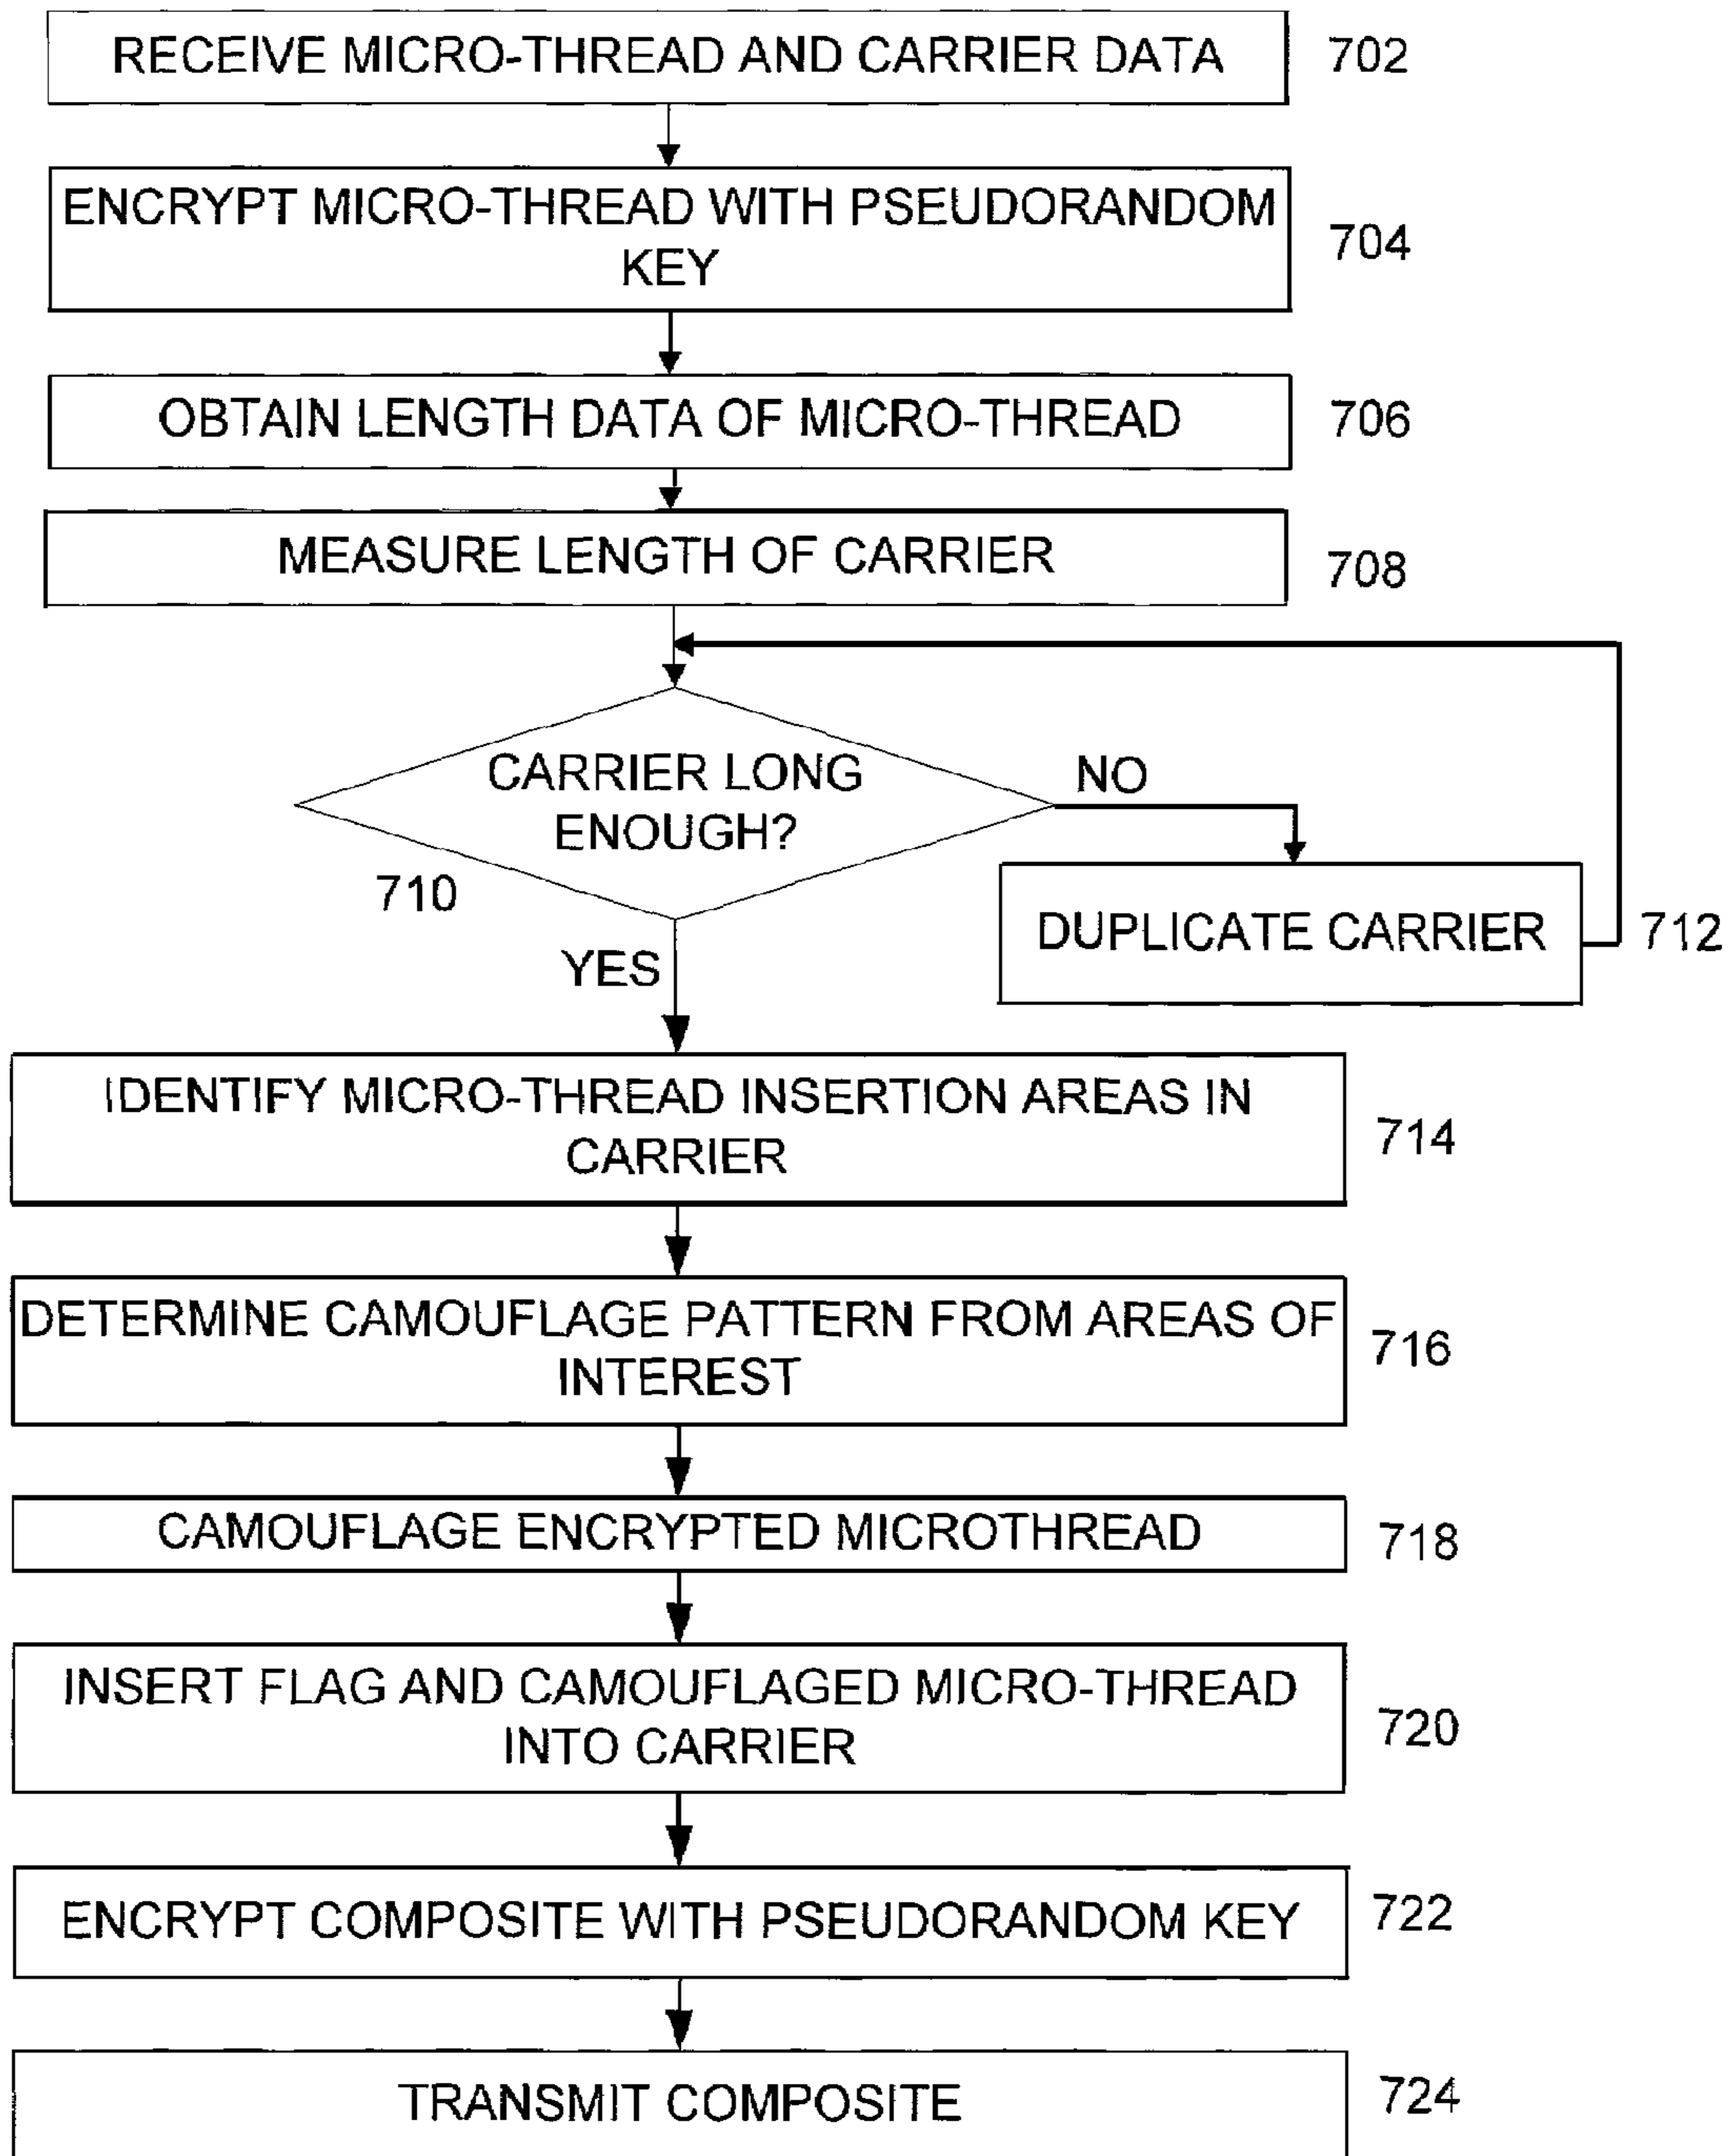 RECEIVE MICRO-THREAD AND CARRIER DATA
702
ENCRYPT MICRO-THREAD WITH PSEUDORANDOM
KEY
704
OBTAIN LENGTH DATA OF MICRO-THREAD
706
MEASURE LENGTH OF CARRIER
708
CARRIER LONG
ENOUGH?
710
NO
DUPLICATE CARRIER
712
YES
IDENTIFY MICRO-THREAD INSERTION AREAS IN
CARRIER
714
DETERMINE CAMOUFLAGE PATTERN FROM AREAS OF
INTEREST
716
CAMOUFLAGE ENCRYPTED MICROTHREAD
718
INSERT FLAG AND CAMOUFLAGED MICRO-THREAD
INTO CARRIER
720
ENCRYPT COMPOSITE WITH PSEUDORANDOM KEY
722
TRANSMIT COMPOSITE
724